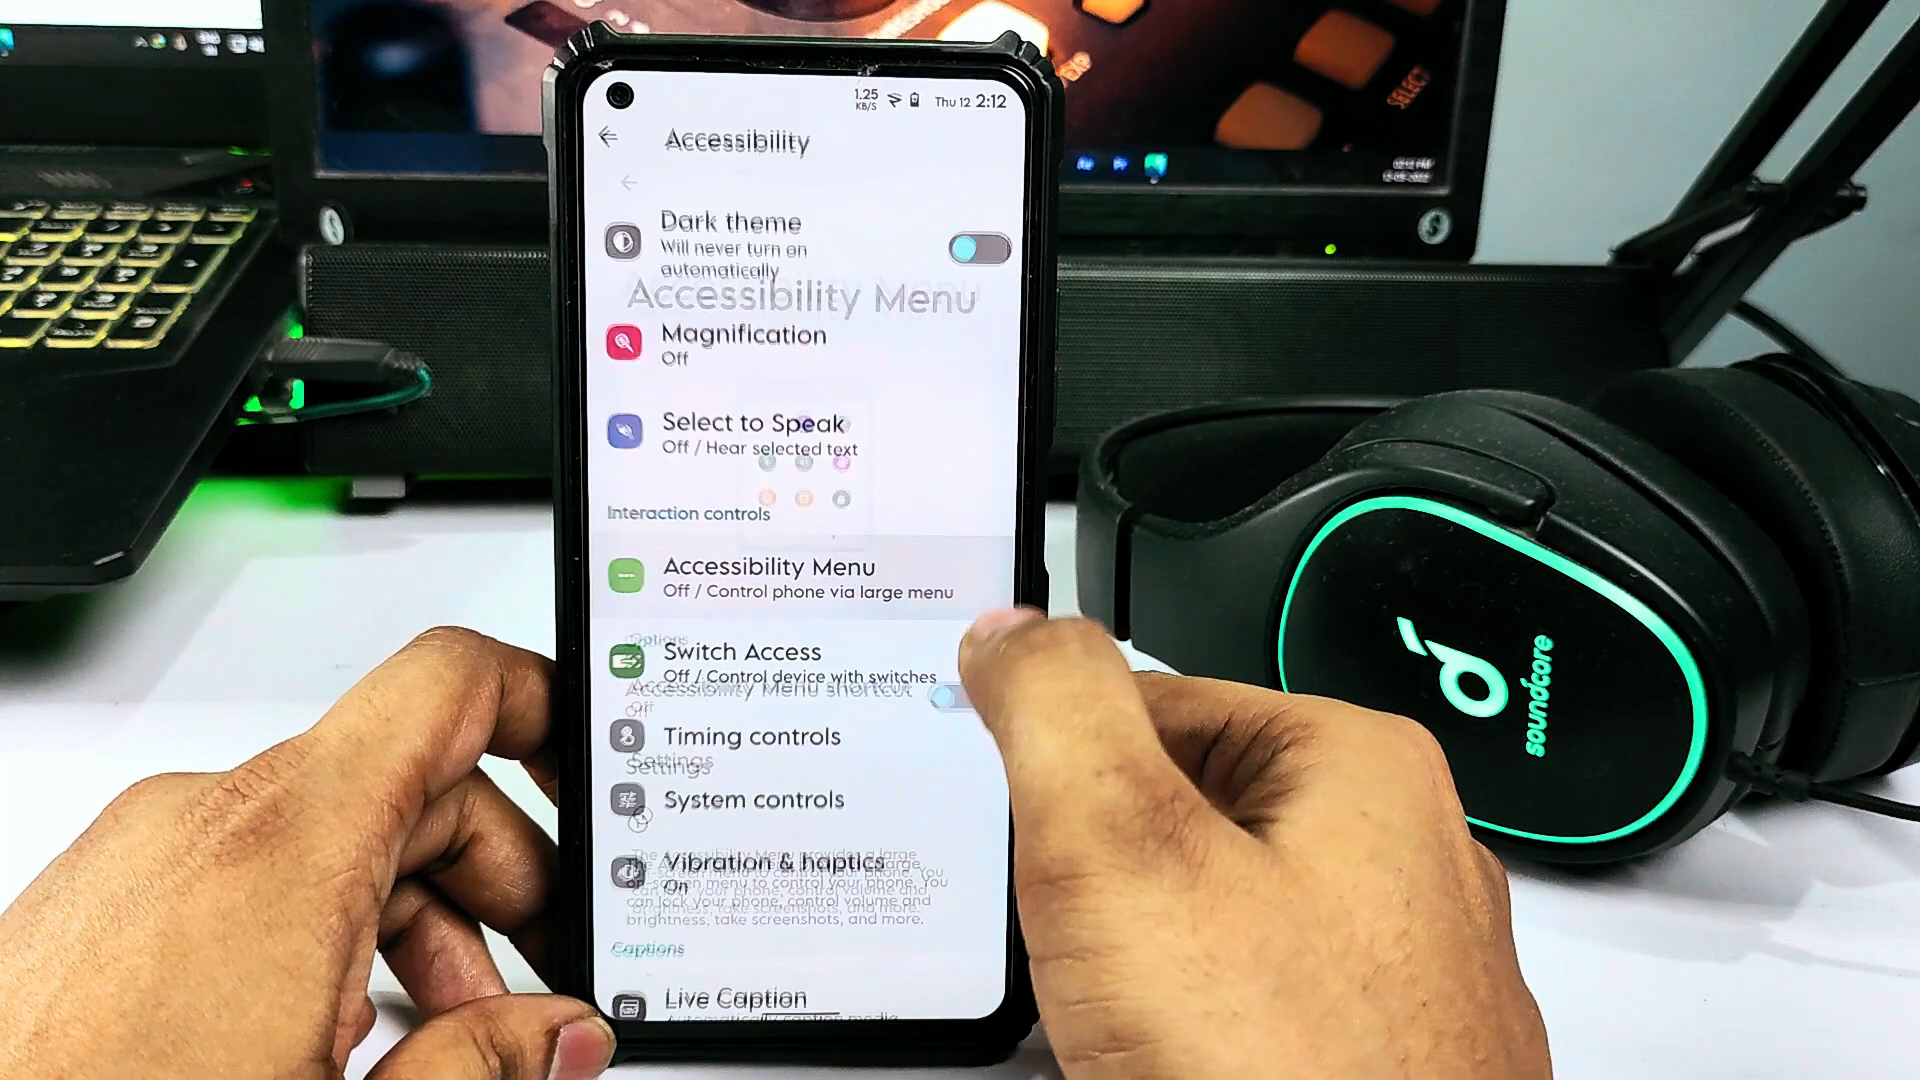 SELECT
1.25
KB/S
Thu 12 2:12
Accessibility
Dark theme
Will never turn on
automatically
Accessibility Menu
Magnification
Off
Select to Speak
Off / Hear selected text
Interaction controls
Accessibility Menu
Off / Control phone via large menu
Options
Switch Access
Off / Control device with switches
Accessibility Menu shortcut
Off
Timing controls
Settings
System controls
Vibration & haptics
On
The Accessibility Menu provides a large
on-screen menu to control your phone. You
can lock your phone, control volume and
brightness, take screenshots, and more.
Captions
Live Caption
Automatically caption media
soundcore